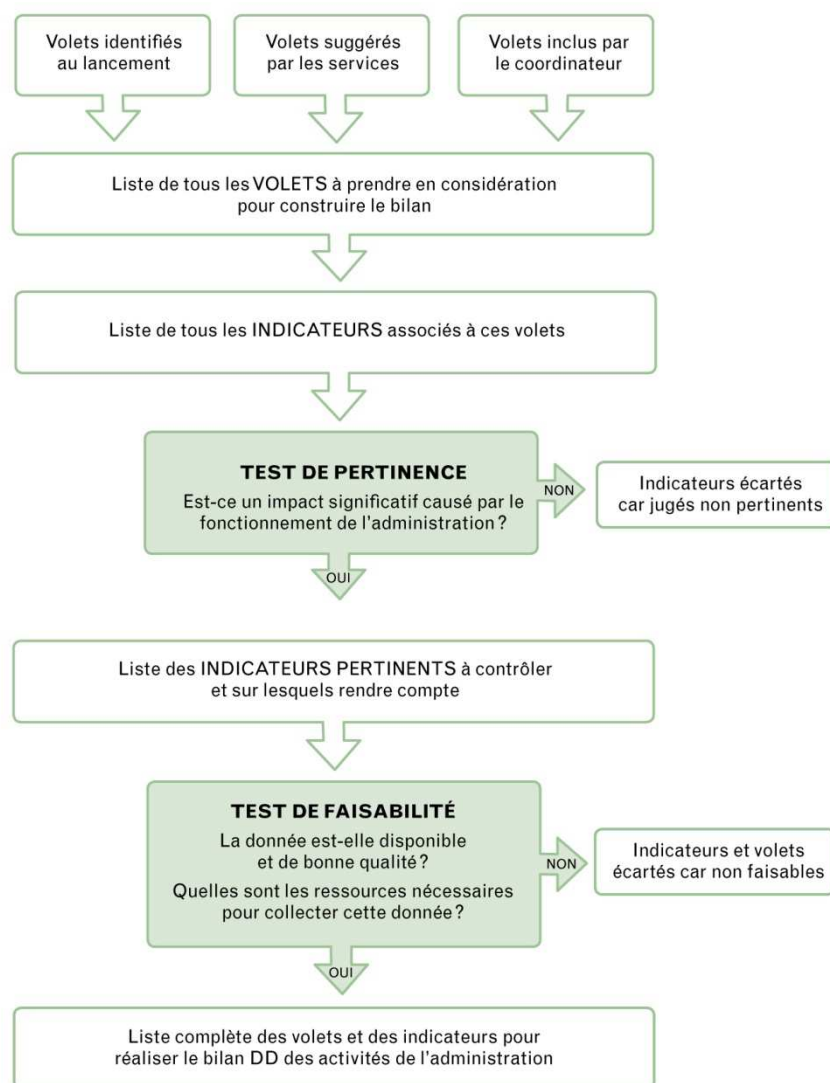 Volets identifiés
au lancement
Volets suggérés
par les services
Volets inclus par
le coordinateur
Liste de tous les VOLETS à prendre en considération
pour construire le bilan
Liste de tous les INDICATEURS associés à ces volets
TEST DE PERTINENCE
Est-ce un impact significatif causé par le
fonctionnement de l'administration ?
NON
Indicateurs écartés
car jugés non pertinents
OUI
Liste des INDICATEURS PERTINENTS à contrôler
et sur lesquels rendre compte
TEST DE FAISABILITÉ
La donnée est-elle disponible
et de bonne qualité ?
Quelles sont les ressources nécessaires
pour collecter cette donnée ?
NON
Indicateurs et volets
écartés car non faisables
OUI
Liste complète des volets et des indicateurs pour
réaliser le bilan DD des activités de l'administration